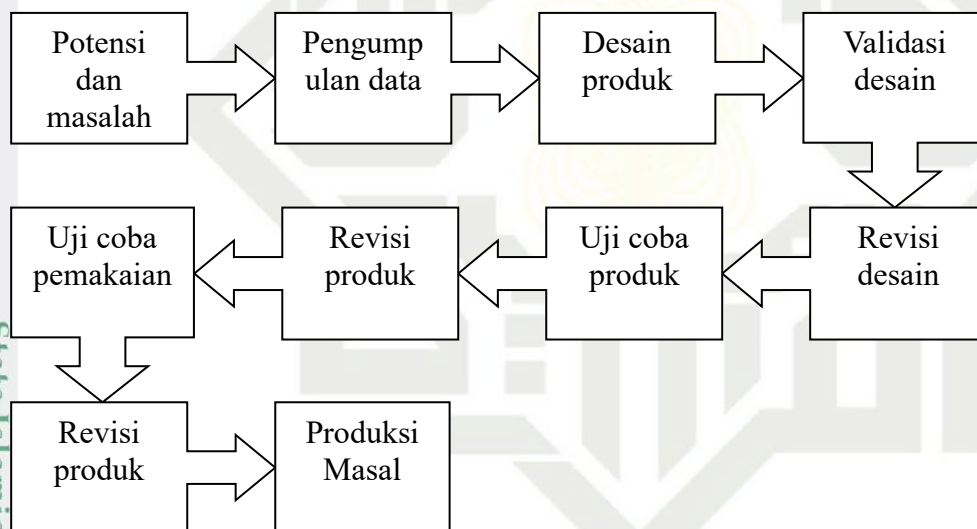 Potensi
dan
masalah
Pengump
ulan data
Desain
produk
Validasi
desain
Revisi
desain
Uji coba
produk
Revisi
produk
Uji coba
pemakaian
Revisi
produk
Produksi
Masal